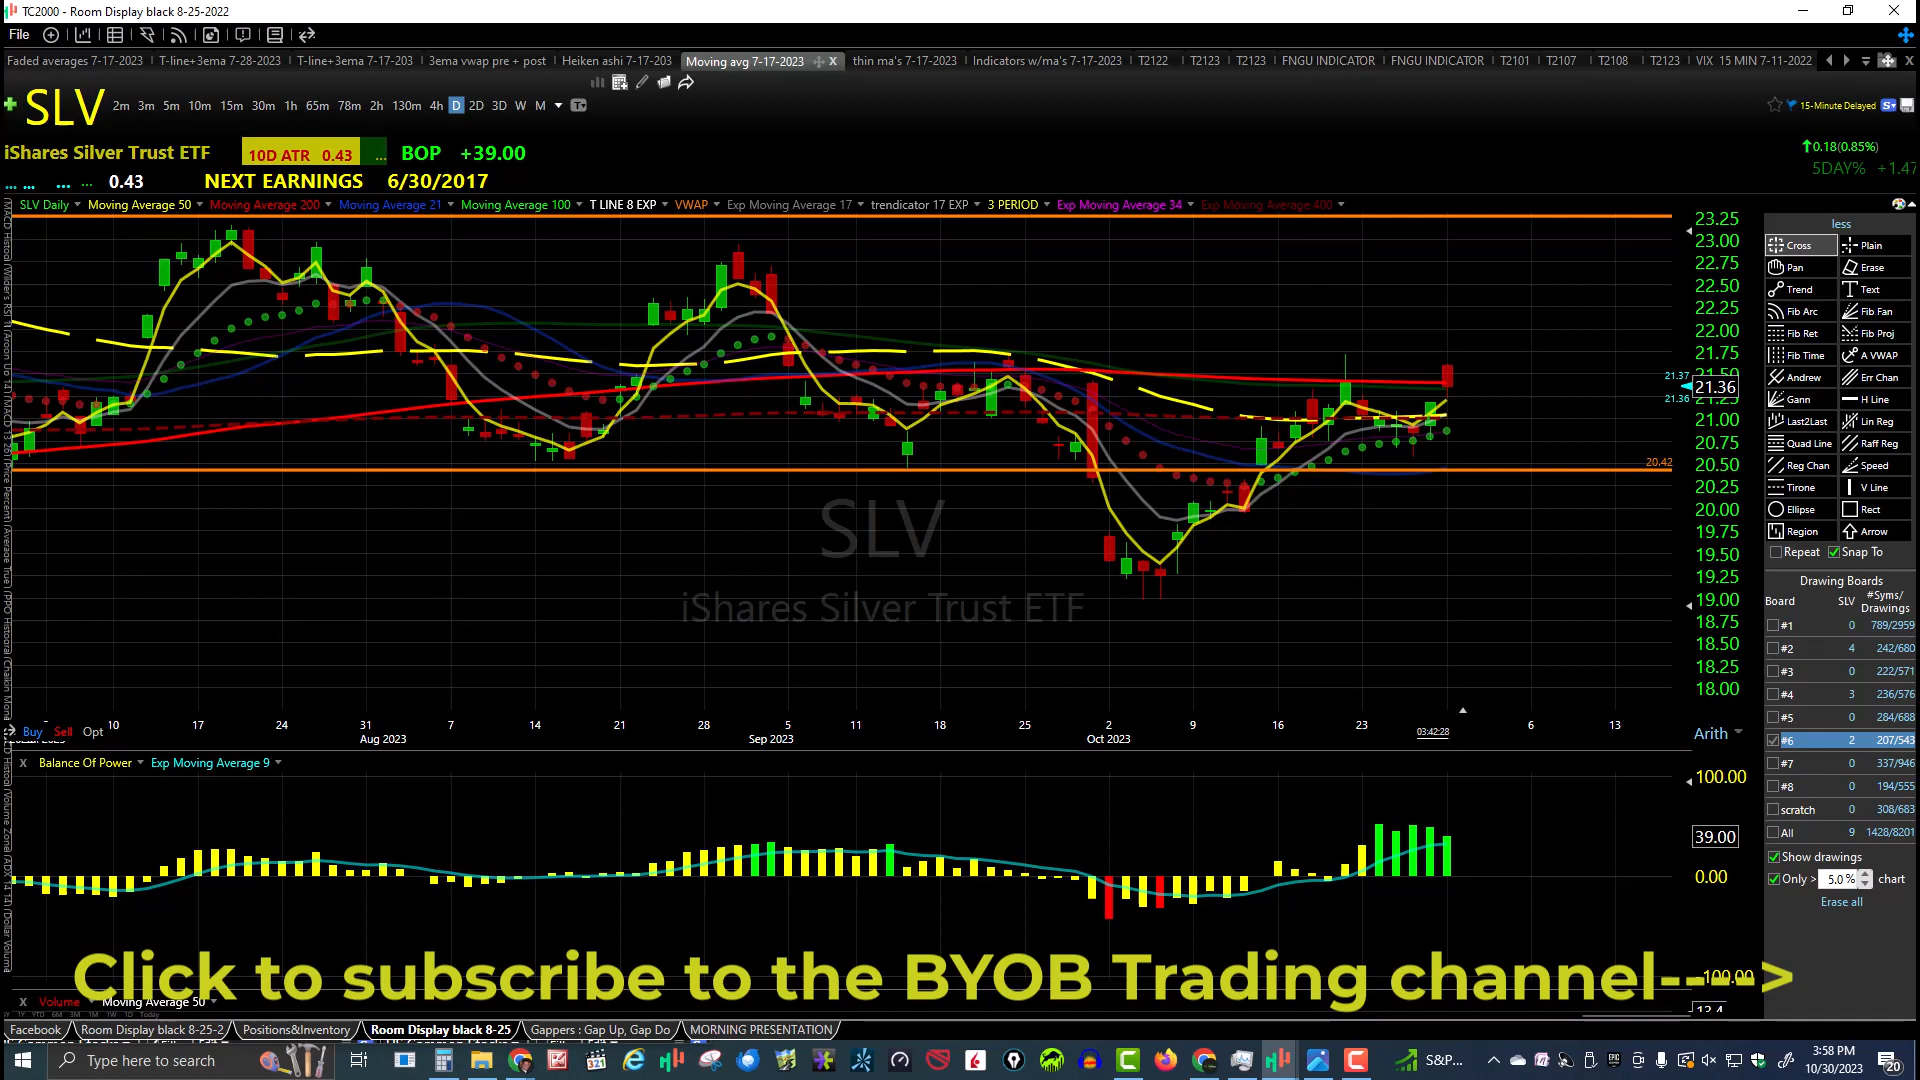 TC2000 - Room Display black 8-25-2022
File
Faded averages 7-17-2023 T-line+3ema 7-28-2023 T-line+3ema 7-17-203 3ema vwap pre + post Heiken ashi 7-17-203 Moving avg 7-17-2023 X thin ma's 7-17-2023 Indicators w/ma's 7-17-2023 T2122 T2123 T2123 FNGU INDICATOR FNGU INDICATOR T2101 T2107 T2108 T2123 VIX 15 MIN 7-11-2022 X
SLV 2m 3m 5m 10m 15m 30m 1h 65m 78m 2h 130m 4h D 2D 3D W M
15-Minute Delayed
iShares Silver Trust ETF 10D ATR 0.43 ... BOP +39.00
0.18(0.85%)
5DAY% +1.47
... ... ... ... 0.43 NEXT EARNINGS 6/30/2017
SLV Daily Moving Average 50 Moving Average 200 Moving Average 21 Moving Average 100 T LINE 8 EXP VWAP Exp Moving Average 17 trendicator 17 EXP 3 PERIOD Exp Moving Average 34 Exp Moving Average 400
less
Cross Plain
Pan Erase
Trend Text
Fib Arc Fib Fan
Fib Ret Fib Proj
Fib Time A VWAP
Andrew Err Chan
Gann H Line
Last2Last Lin Reg
Quad Line Raff Reg
Reg Chan Speed
Tirone V Line
Ellipse Rect
Region Arrow
Repeat Snap To
23.25
23.00
22.75
22.50
22.25
22.00
21.75
21.50
21.37
21.36
21.36
21.25
21.00
20.75
20.50
20.42
20.25
20.00
19.75
19.50
19.25
19.00
18.75
18.50
18.25
18.00
SLV
iShares Silver Trust ETF
Drawing Boards
Board SLV #Syms/
Drawings
#1 0 789/2959
#2 4 242/680
#3 0 222/571
#4 3 236/576
#5 0 284/688
#6 2 207/543
#7 0 337/946
#8 0 194/555
scratch 0 308/683
All 9 1428/8201
Show drawings
Only > 5.0 % chart
Erase all
10 17 24 31 7 14 21 28 5 11 18 25 2 9 16 23 6 13
Buy Sell Opt
Aug 2023 Sep 2023 Oct 2023
03:42:28
Arith
X Balance Of Power Exp Moving Average 9
100.00
39.00
0.00
-100.00
Click to subscribe to the BYOB Trading channel---->
X Volume Moving Average 50
Facebook Room Display black 8-25-2 Positions&Inventory Room Display black 8-25 Gappers : Gap Up, Gap Do MORNING PRESENTATION
Type here to search
S&P...
3:58 PM
10/30/2023
20